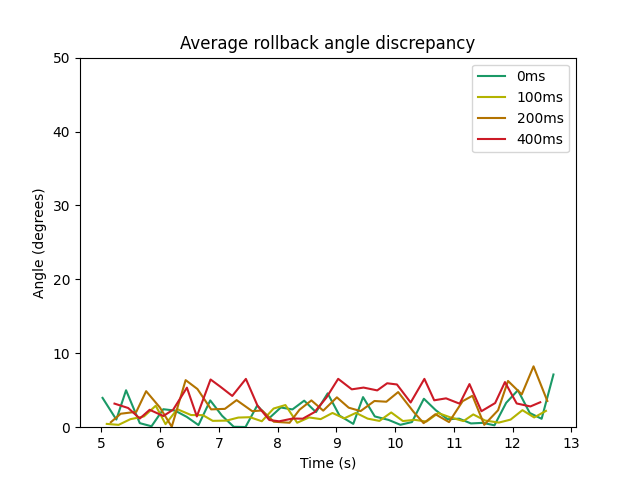 Average rollback angle discrepancy
50
40
30
20
10
0
Angle (degrees)
0ms
100ms
200ms
400ms
5 6 7 8 9 10 11 12 13
Time (s)